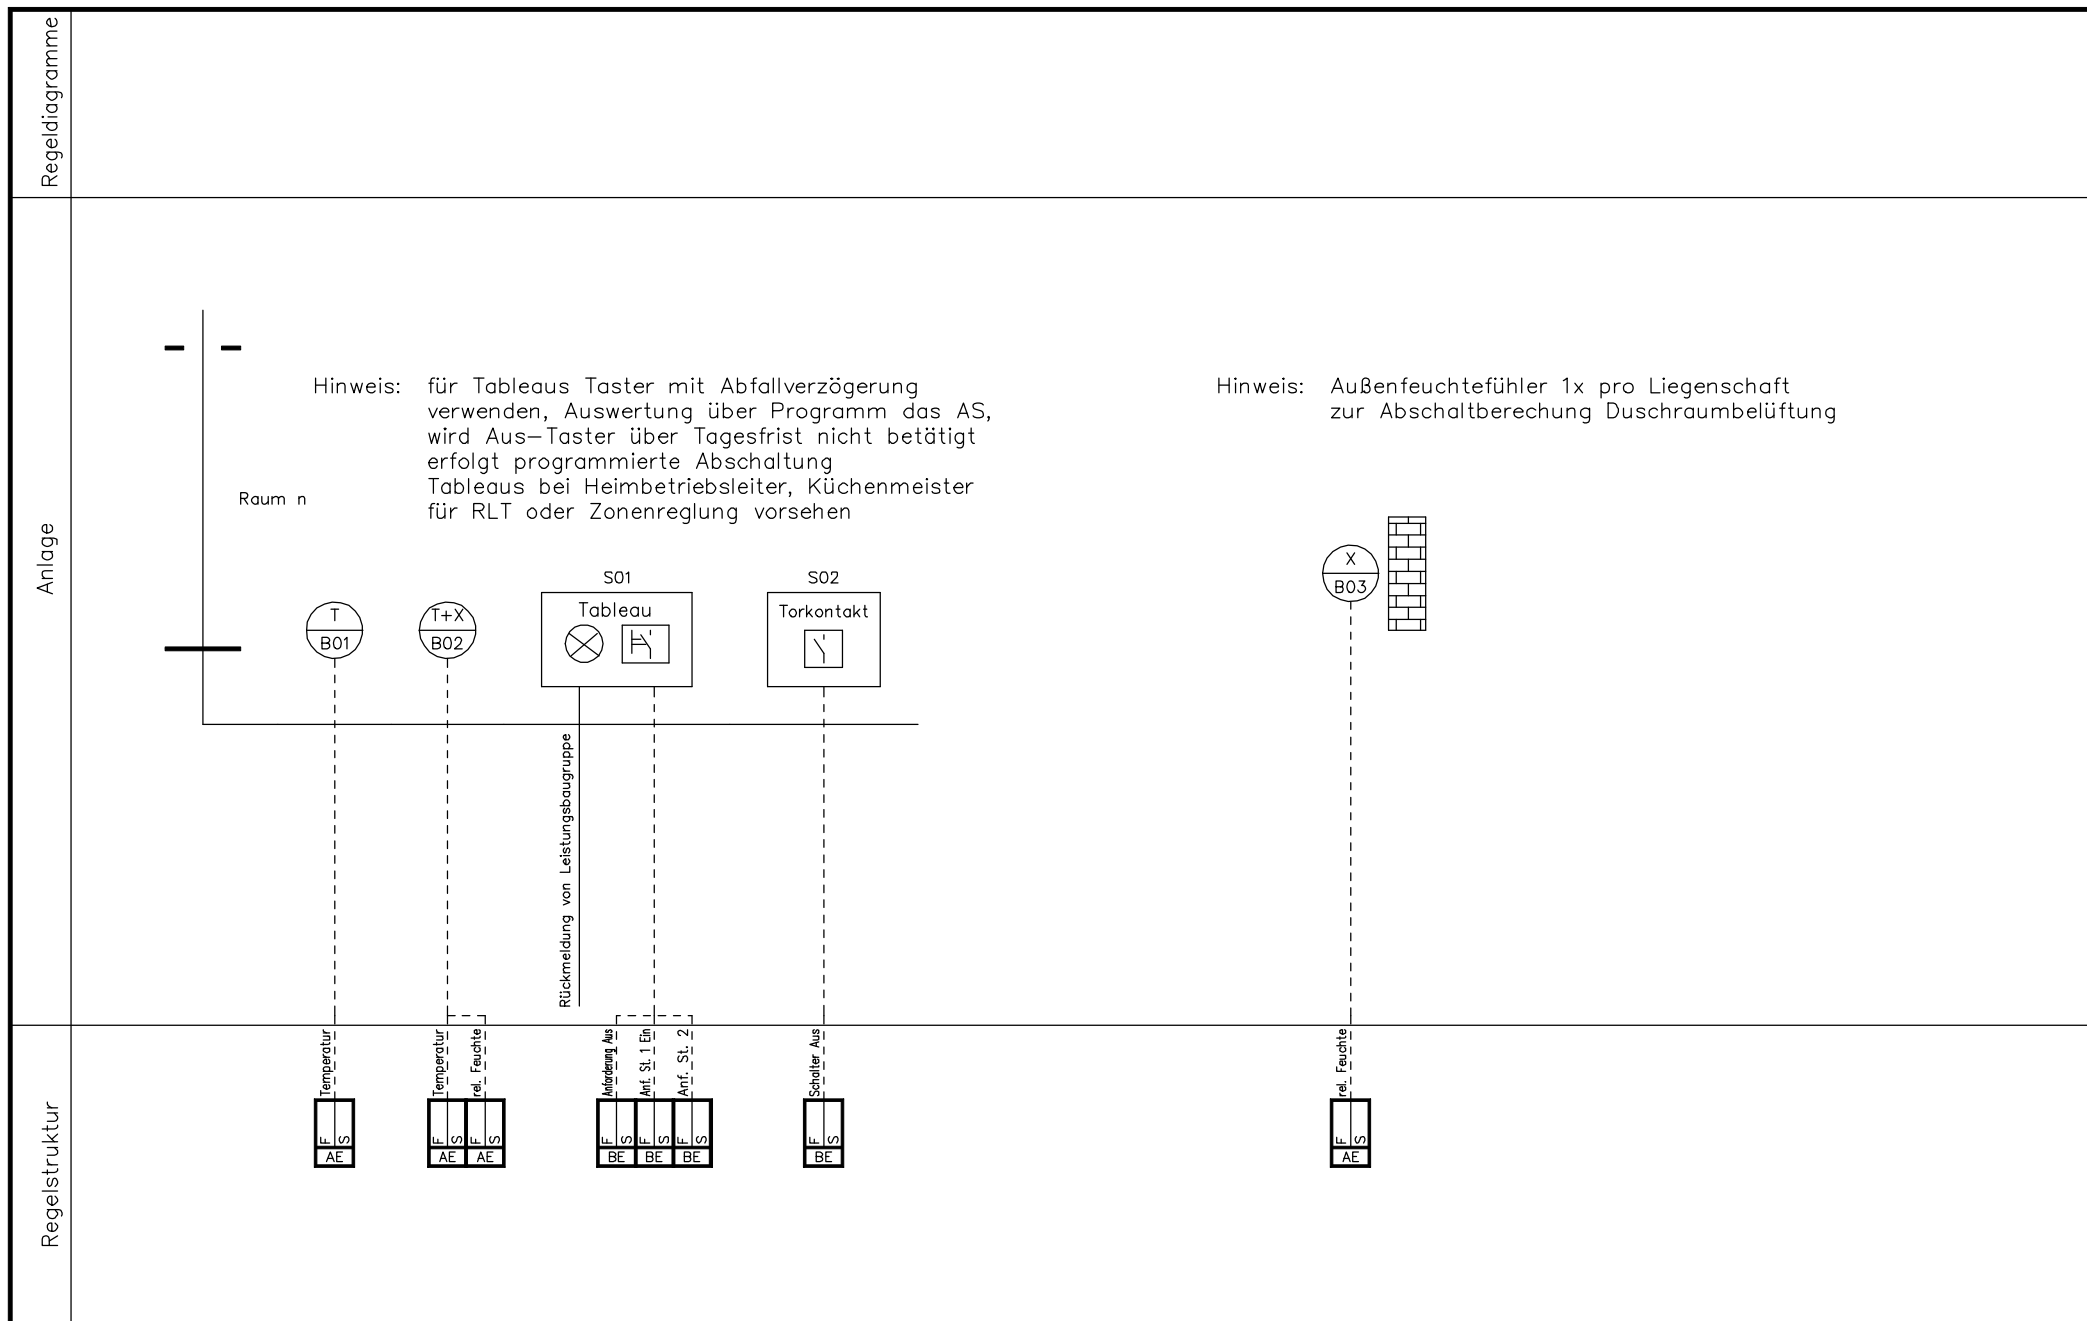 Regeldiagramme
Anlage
Hinweis: für Tableaus Taster mit Abfallverzögerung
verwenden, Auswertung über Programm das AS,
wird Aus-Taster über Tagesfrist nicht betätigt
erfolgt programmierte Abschaltung
Tableaus bei Heimbetriebsleiter, Küchenmeister
für RLT oder Zonenreglung vorsehen
Hinweis: Außenfeuchtefühler 1x pro Liegenschaft
zur Abschaltberechung Duschraumbelüftung
Raum n
T
B01
T+X
B02
S01
Tableau
S02
Torkontakt
X
B03
Rückmeldung von Leistungsbaugruppe
Regelstruktur
Temperatur
F S
AE
Temperatur
F S
AE
rel. Feuchte
F S
AE
Anforderung Aus
F S
BE
Anf. St. 1 Ein
F S
BE
Anf. St. 2
F S
BE
Schalter Aus
F S
BE
rel. Feuchte
F S
AE